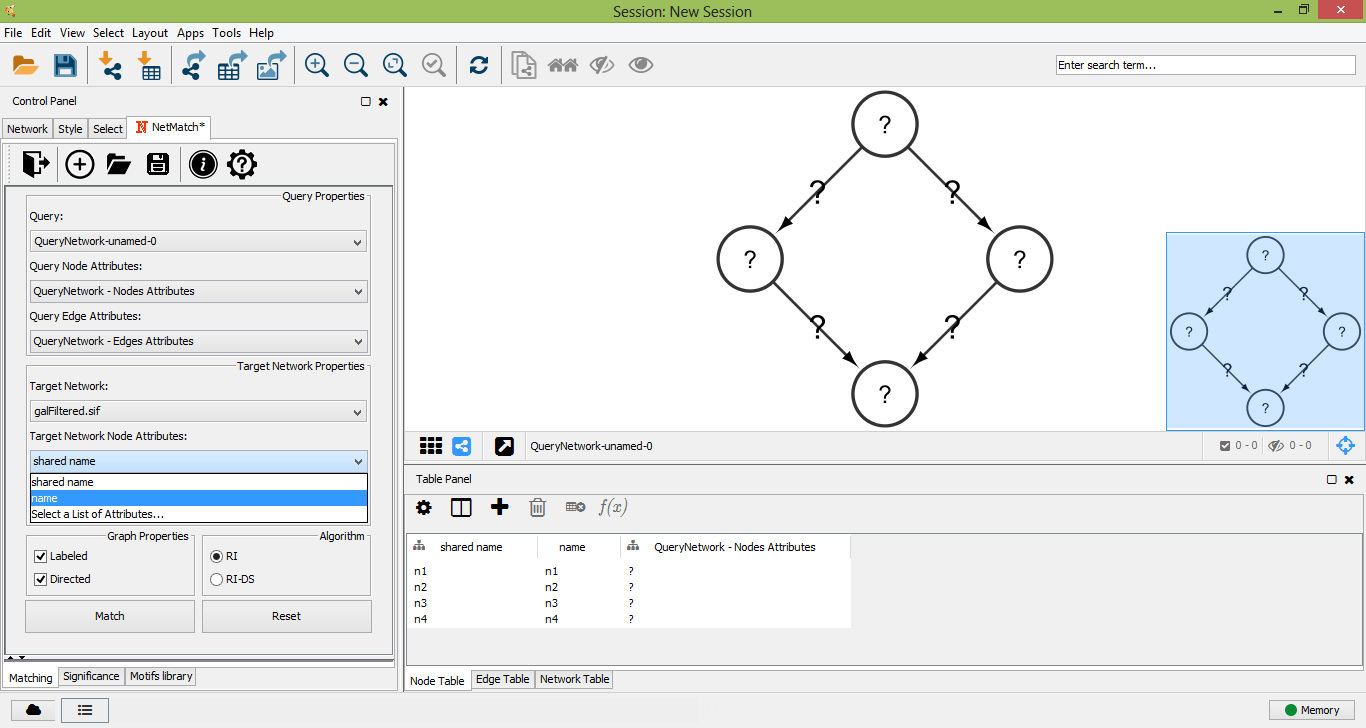 Session: New Session
File Edit View Select Layout Apps Tools Help
Enter search term...
Control Panel
Network Style Select NetMatch*
Query Properties
Query:
QueryNetwork-unamed-0
Query Node Attributes:
QueryNetwork - Nodes Attributes
Query Edge Attributes:
QueryNetwork - Edges Attributes
Target Network Properties
Target Network:
galFiltered.sif
Target Network Node Attributes:
shared name
shared name
name
Select a List of Attributes...
Graph Properties
Labeled
Directed
Algorithm
RI
RI-DS
Match Reset
Matching Significance Motifs library
?
? ?
? ?
? ?
?
?
? ?
? ?
? ?
?
QueryNetwork-unamed-0 0 - 0 0 - 0
Table Panel
f(x)
shared name name QueryNetwork - Nodes Attributes
n1 n1 ?
n2 n2 ?
n3 n3 ?
n4 n4 ?
Node Table Edge Table Network Table
Memory